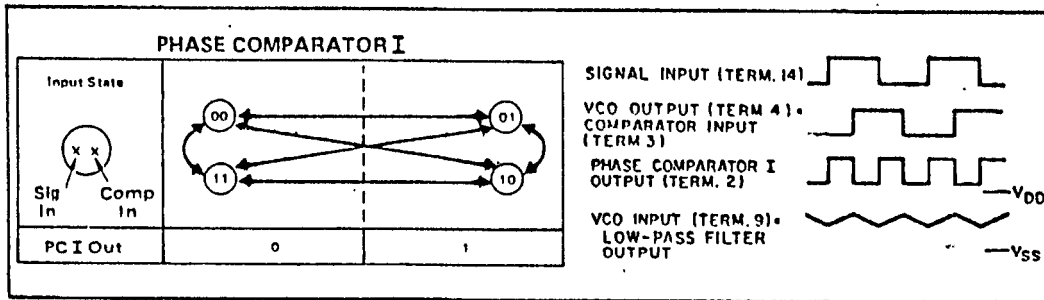 PHASE COMPARATOR I
Input State
x x
Sig In
Comp In
00
01
11
10
PC I Out
0
1
SIGNAL INPUT (TERM. 14)
VCO OUTPUT (TERM 4) =
COMPARATOR INPUT
(TERM 3)
PHASE COMPARATOR I
OUTPUT (TERM. 2)
VDD
VCO INPUT (TERM. 9) =
LOW-PASS FILTER
OUTPUT
VSS